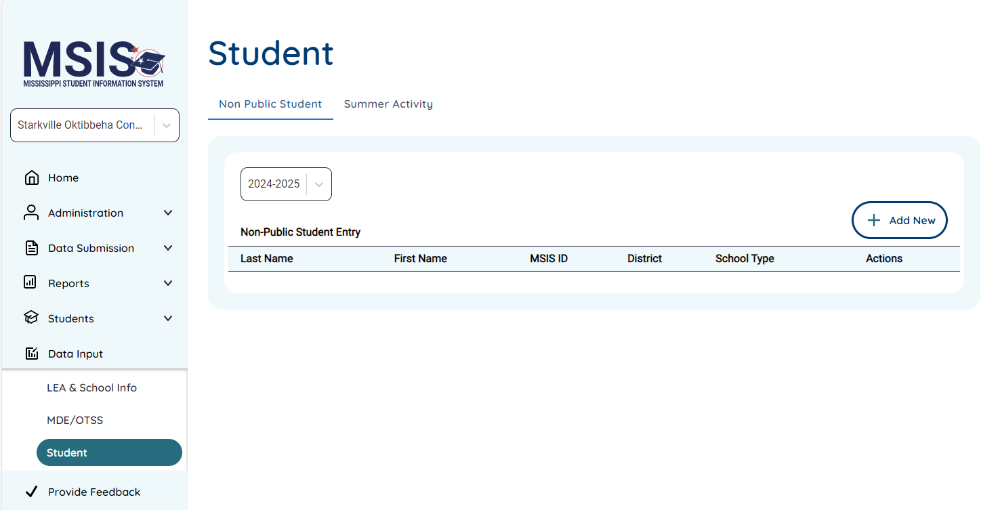 MSIS
MISSISSIPPI STUDENT INFORMATION SYSTEM
Starkville Oktibbeha Con...
Home
Administration
Data Submission
Reports
Students
Data Input
LEA & School Info
MDE/OTSS
Student
Provide Feedback
Student
Non Public Student
Summer Activity
2024-2025
Add New
Non-Public Student Entry
Last Name First Name MSIS ID District School Type Actions